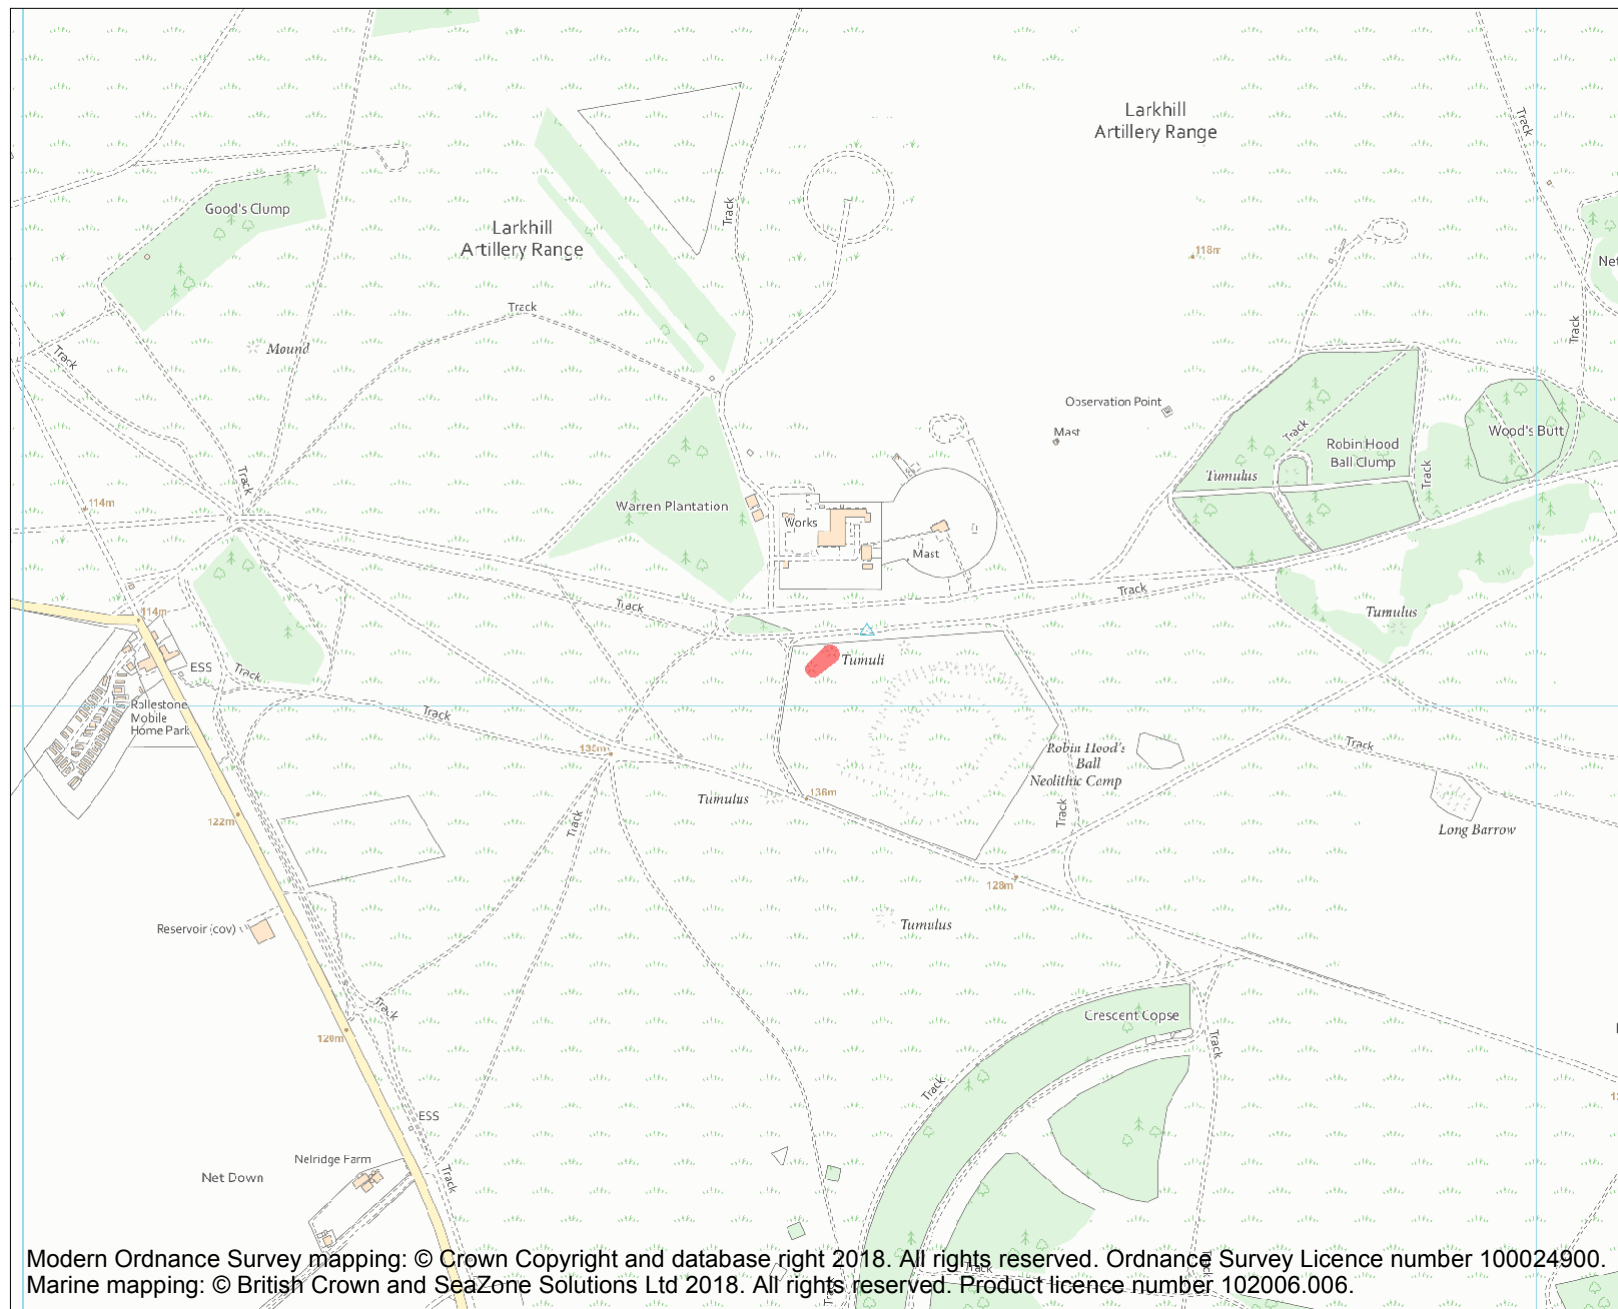 Larkhill
Artillery Range
Track
Good's Clump
Track
Larkhill
Artillery Range
118m
Track
Track
Mound
Track
Observation Point
Mast
Track
Robin Hood
Ball Clump
Wood's Butt
Tumulus
Track
Track
114m
Warren Plantation
Works
Mast
Track
Track
114m
Tumulus
ESS
Track
Tumuli
Rollestone
Mobile
Home Park
Track
135m
Robin Hood's
Ball
Neolithic Camp
Track
Tumulus
136m
Track
Track
122m
Long Barrow
128m
Reservoir (cov)
Tumulus
Track
Crescent Copse
120m
Track
Track
ESS
Nelridge Farm
Net Down
Track
Modern Ordnance Survey mapping: © Crown Copyright and database right 2018. All rights reserved. Ordnance Survey Licence number 100024900.
Marine mapping: © British Crown and SeaZone Solutions Ltd 2018. All rights reserved. Product licence number 102006.006.
Track